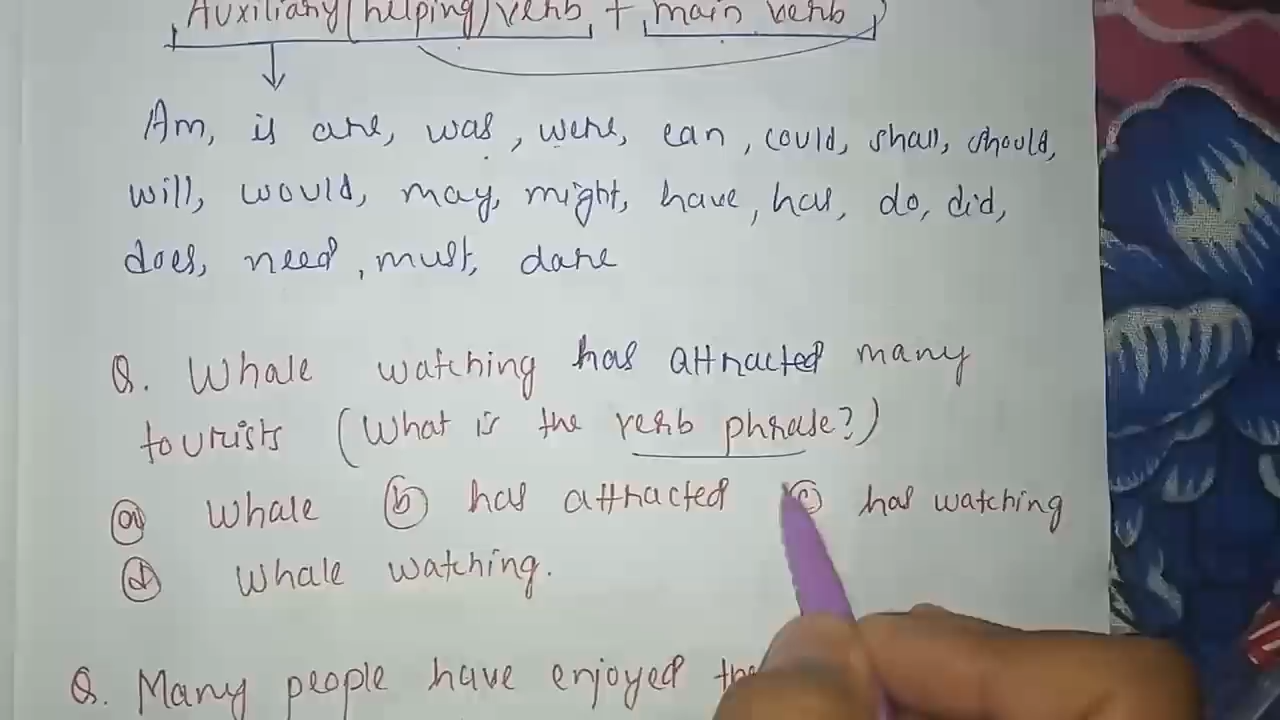 Auxiliary (helping) verb + main verb)
Am, is are, was, were, can, could, shall, should,
will, would, may, might, have, has, do, did,
does, need, must, dare
Q. Whale watching has attracted many
tourists (What is the verb phrase?)
(a) Whale (b) has attracted (c) has watching
(d) Whale watching.
Q. Many people have enjoyed the